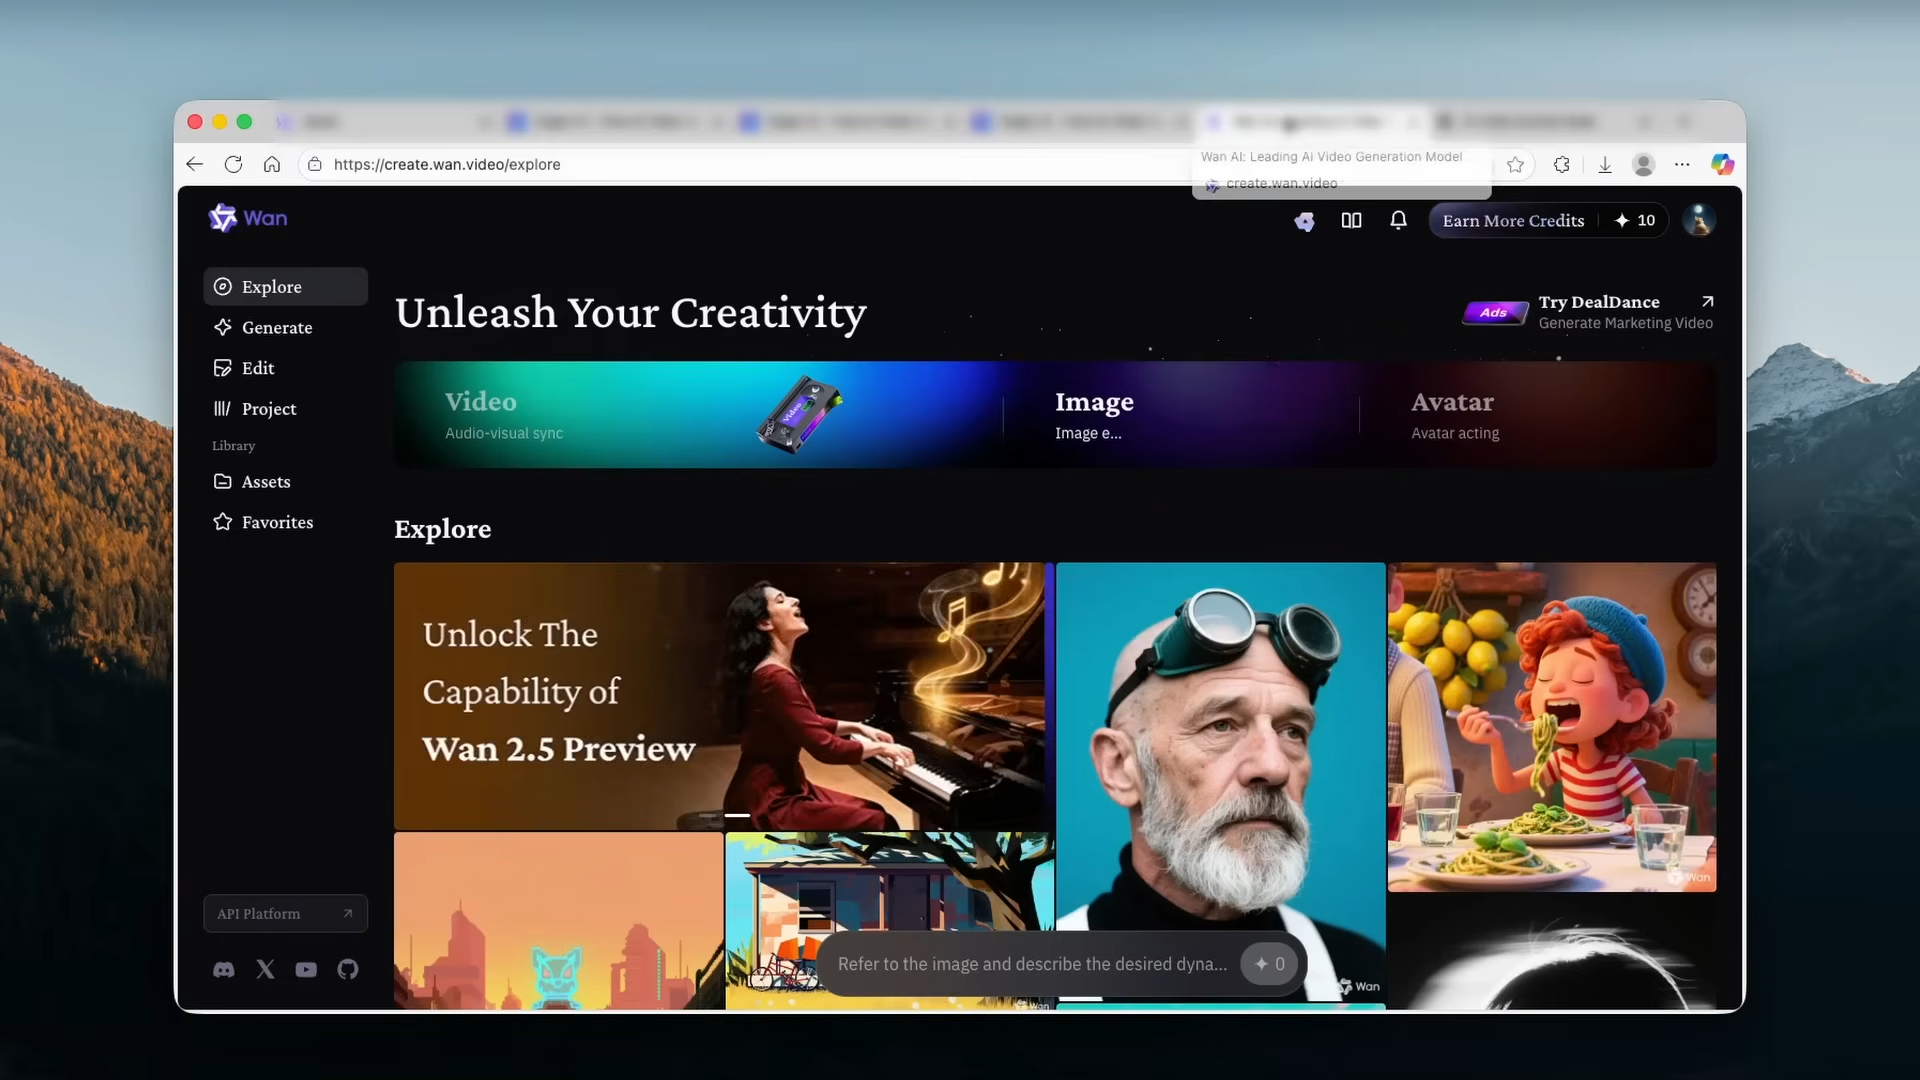 https://create.wan.video/explore
Wan AI: Leading Ai Video Generation Model
create.wan.video
Wan
Earn More Credits
10
Explore
Generate
Edit
Project
Library
Assets
Favorites
API Platform
Unleash Your Creativity
Ads
Try DealDance
Generate Marketing Video
Video
Audio-visual sync
Video
Image
Image e...
Avatar
Avatar acting
Explore
Unlock The
Capability of
Wan 2.5 Preview
Wan
Wan
Wan
Refer to the image and describe the desired dyna...
0